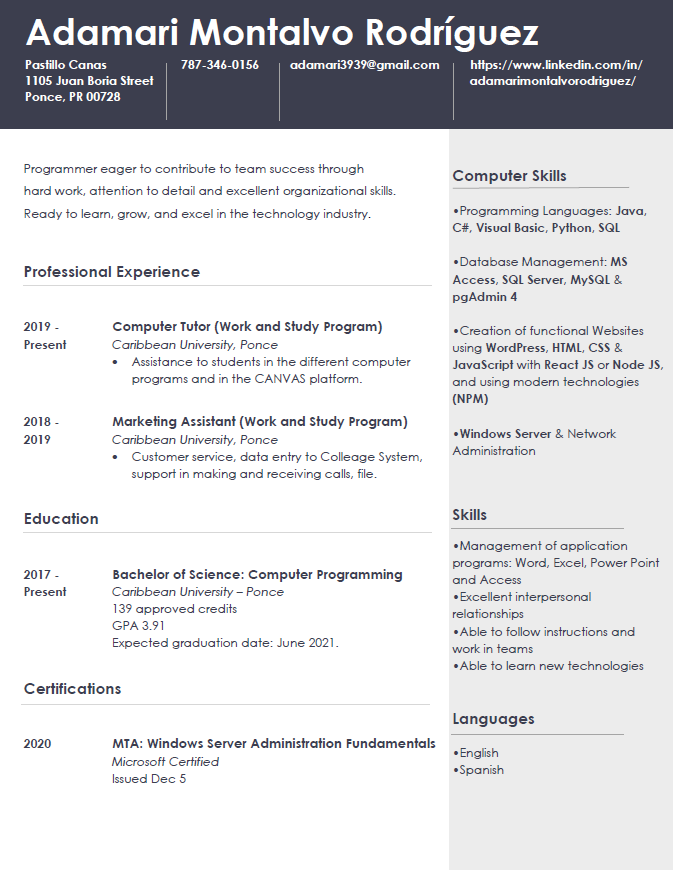 Adamari Montalvo Rodríguez
Pastillo Canas
1105 Juan Boria Street
Ponce, PR 00728
787-346-0156
adamari3939@gmail.com
https://www.linkedin.com/in/
adamarimontalvorodriguez/
Programmer eager to contribute to team success through
hard work, attention to detail and excellent organizational skills.
Ready to learn, grow, and excel in the technology industry.
Professional Experience
2019 -
Present
Computer Tutor (Work and Study Program)
Caribbean University, Ponce
• Assistance to students in the different computer
programs and in the CANVAS platform.
2018 -
2019
Marketing Assistant (Work and Study Program)
Caribbean University, Ponce
• Customer service, data entry to Colleage System,
support in making and receiving calls, file.
Education
2017 -
Present
Bachelor of Science: Computer Programming
Caribbean University – Ponce
139 approved credits
GPA 3.91
Expected graduation date: June 2021.
Certifications
2020
MTA: Windows Server Administration Fundamentals
Microsoft Certified
Issued Dec 5
Computer Skills
•Programming Languages: Java,
C#, Visual Basic, Python, SQL
•Database Management: MS
Access, SQL Server, MySQL &
pgAdmin 4
•Creation of functional Websites
using WordPress, HTML, CSS &
JavaScript with React JS or Node JS,
and using modern technologies
(NPM)
•Windows Server & Network
Administration
Skills
•Management of application
programs: Word, Excel, Power Point
and Access
•Excellent interpersonal
relationships
•Able to follow instructions and
work in teams
•Able to learn new technologies
Languages
•English
•Spanish